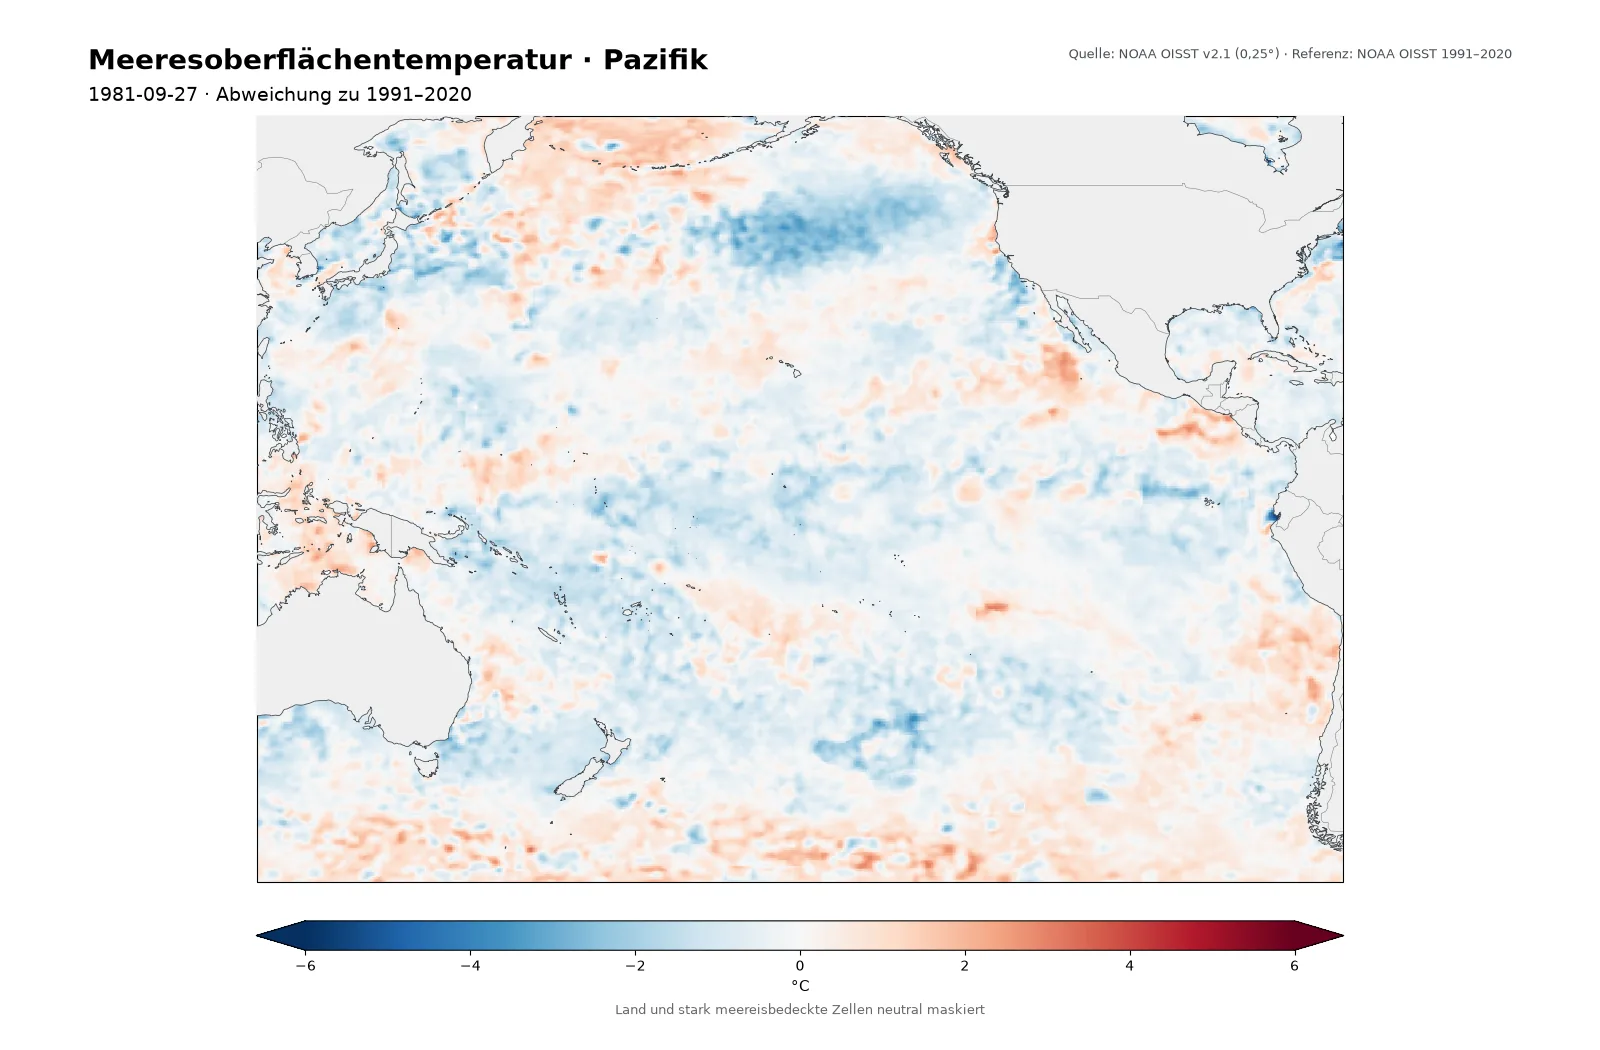 Meeresoberflächentemperatur · Pazifik
Quelle: NOAA OISST v2.1 (0,25°) · Referenz: NOAA OISST 1991–2020
1981-09-27 · Abweichung zu 1991–2020
−6 −4 −2 0 2 4 6
°C
Land und stark meereisbedeckte Zellen neutral maskiert